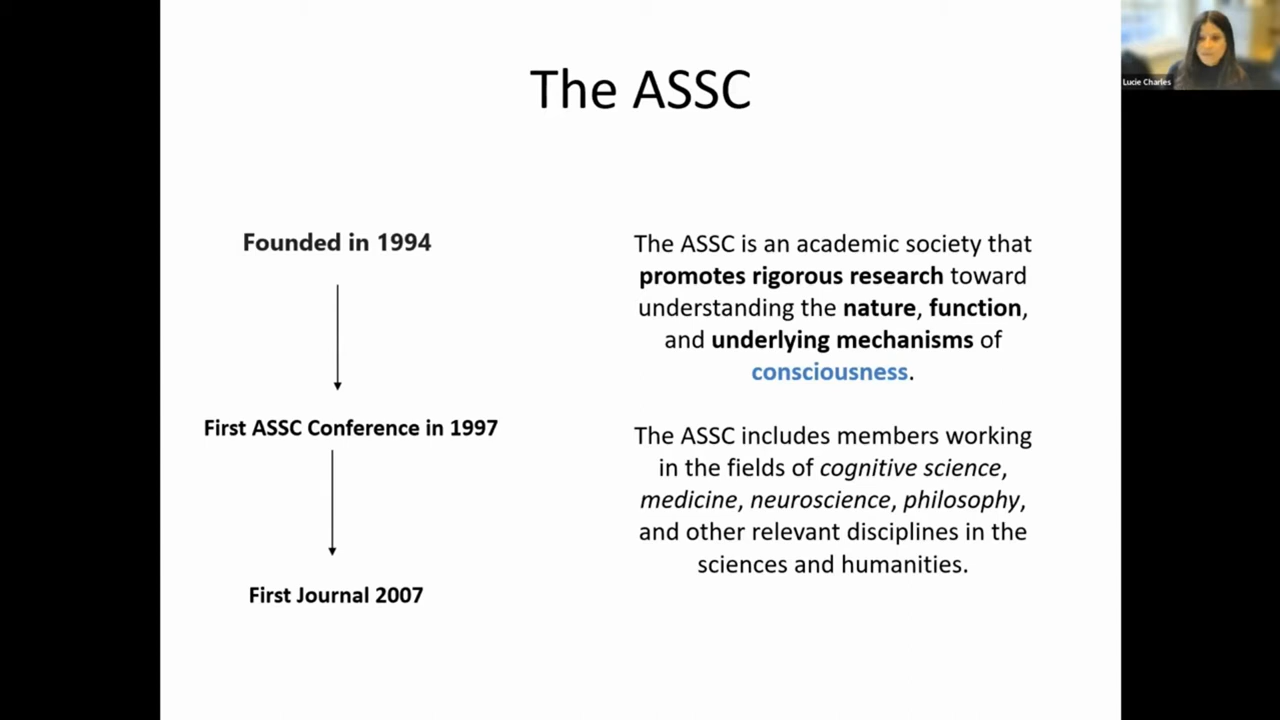 The ASSC
Lucie Charles
Founded in 1994
First ASSC Conference in 1997
First Journal 2007
The ASSC is an academic society that
promotes rigorous research toward
understanding the nature, function,
and underlying mechanisms of
consciousness.
The ASSC includes members working
in the fields of cognitive science,
medicine, neuroscience, philosophy,
and other relevant disciplines in the
sciences and humanities.